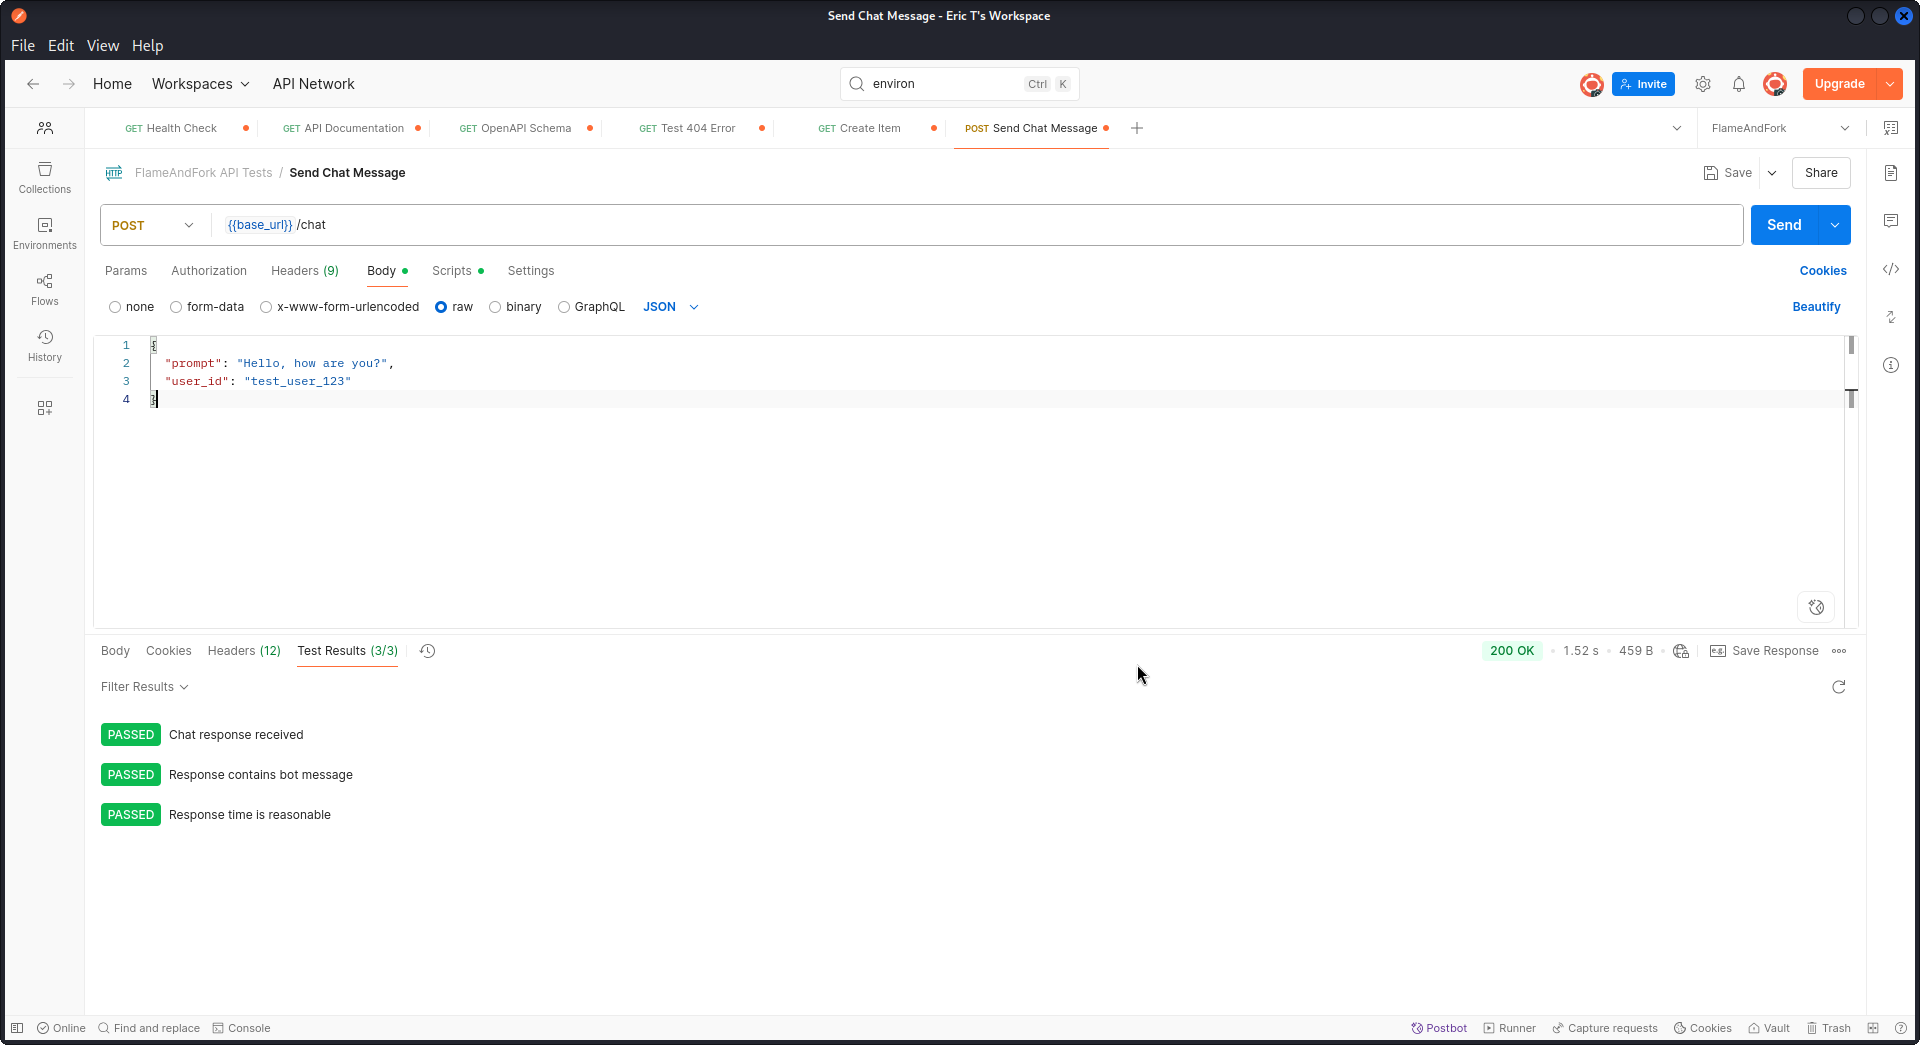 Send Chat Message - Eric T's Workspace
File Edit View Help
Home Workspaces API Network environ Ctrl K Invite Upgrade
GET Health Check GET API Documentation GET OpenAPI Schema GET Test 404 Error GET Create Item POST Send Chat Message FlameAndFork
HTTP FlameAndFork API Tests / Send Chat Message Save Share
Collections
Environments
Flows
History
POST {{base_url}} /chat Send
Params Authorization Headers (9) Body Scripts Settings Cookies
none form-data x-www-form-urlencoded raw binary GraphQL JSON Beautify
1 {
2 "prompt": "Hello, how are you?",
3 "user_id": "test_user_123"
4 }
Body Cookies Headers (12) Test Results (3/3) 200 OK 1.52 s 459 B e.g. Save Response
Filter Results
PASSED Chat response received
PASSED Response contains bot message
PASSED Response time is reasonable
Online Find and replace Console Postbot Runner Capture requests Cookies Vault Trash